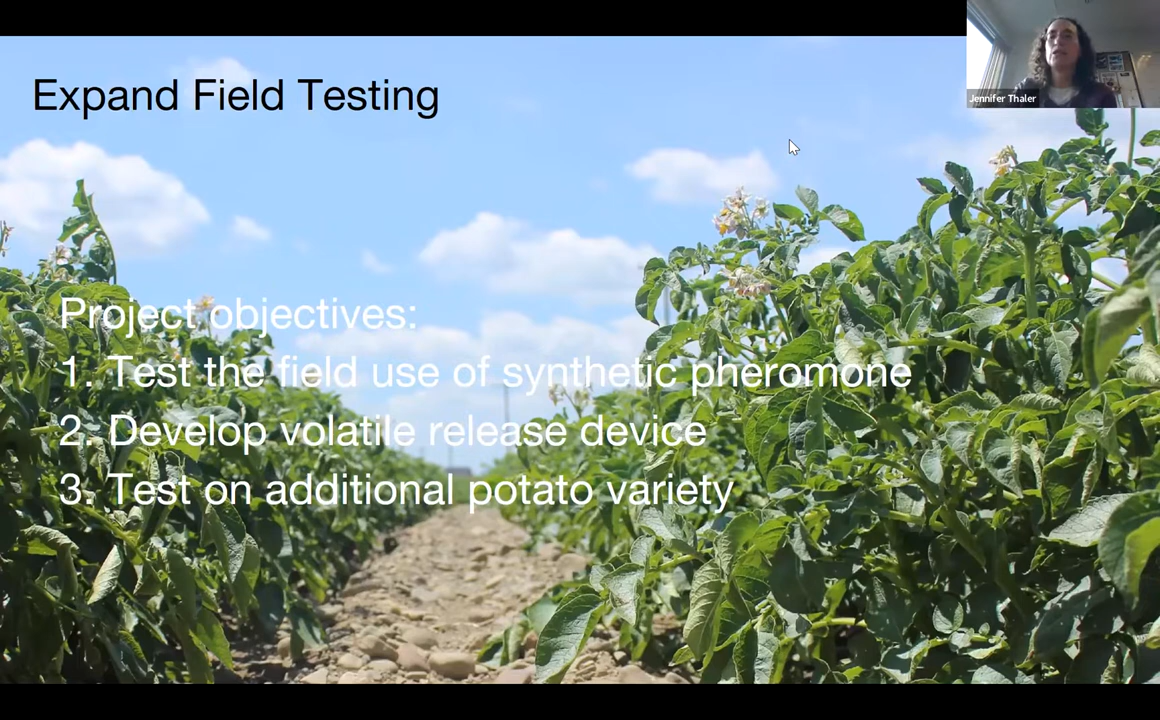 Expand Field Testing
Jennifer Thaler
Project objectives:
1. Test the field use of synthetic pheromone
2. Develop volatile release device
3. Test on additional potato variety